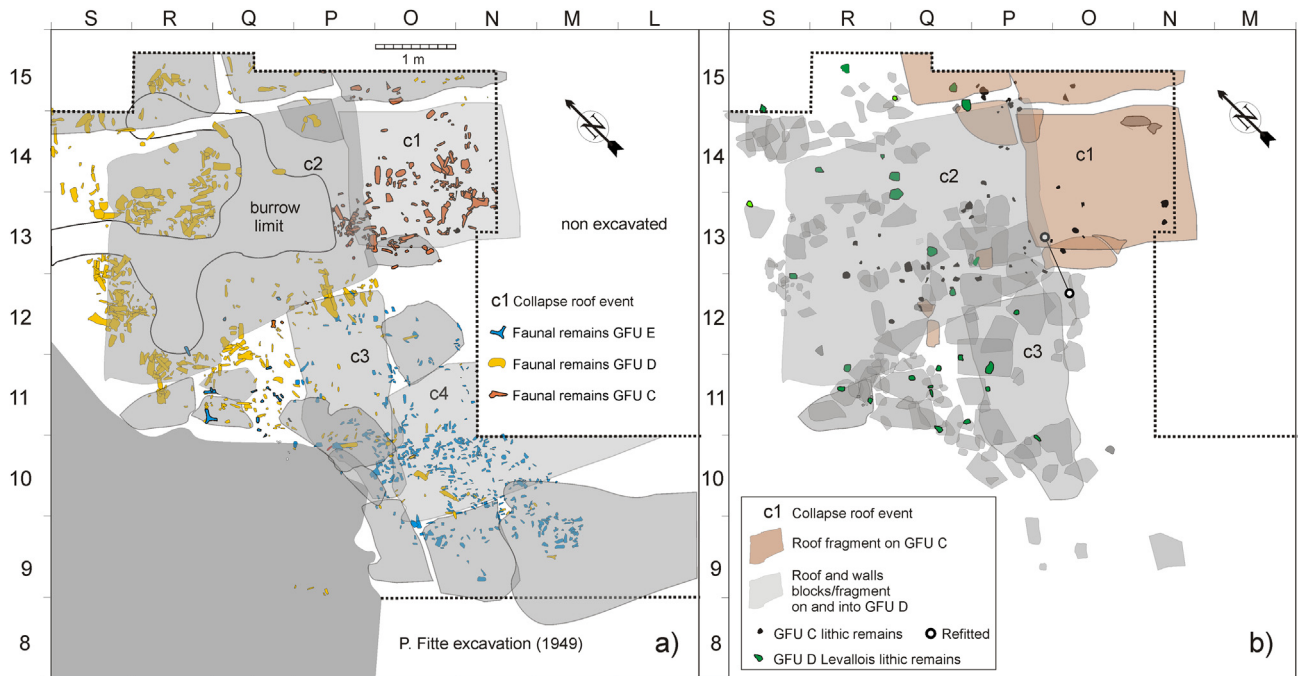 S R Q P O N M L
1 m
15
14
13
12
11
10
9
8
N
c1
c2
burrow
limit
non excavated
c3
c4
c1 Collapse roof event
Faunal remains GFU E
Faunal remains GFU D
Faunal remains GFU C
P. Fitte excavation (1949)
a)
S R Q P O N M
15
14
13
12
11
10
9
8
N
c1
c2
c3
c1 Collapse roof event
Roof fragment on GFU C
Roof and walls
blocks/fragment
on and into GFU D
GFU C lithic remains Refitted
GFU D Levallois lithic remains
b)